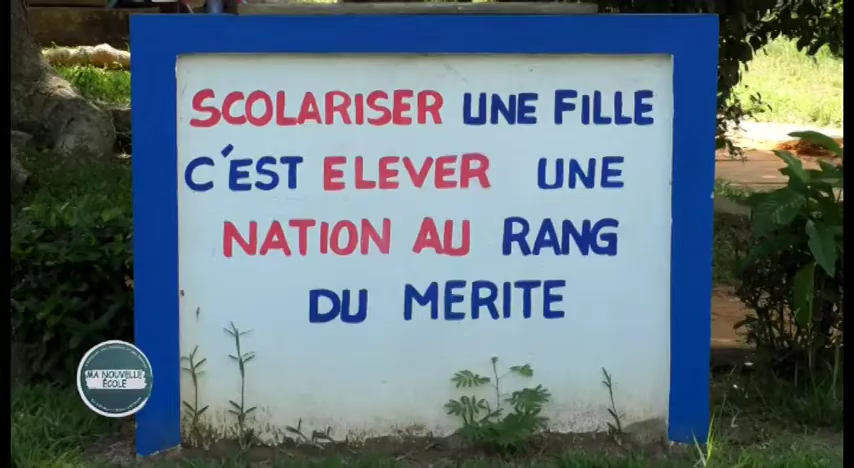 SCOLARISER UNE FILLE
C'EST ELEVER UNE
NATION AU RANG
DU MERITE
MA NOUVELLE
ÉCOLE